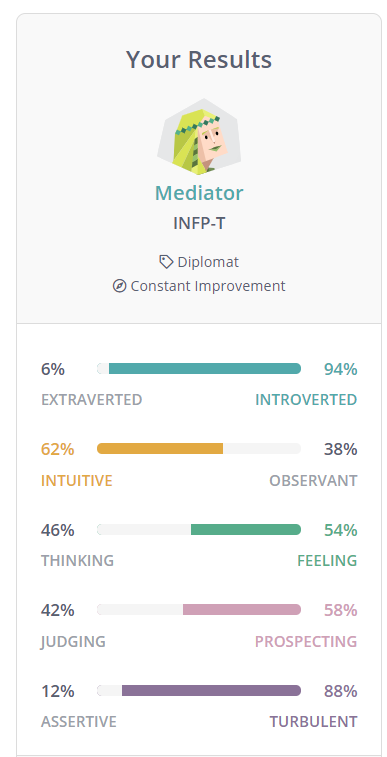 Your Results
Mediator
INFP-T
Diplomat
Constant Improvement
6% 94%
EXTRAVERTED INTROVERTED
62% 38%
INTUITIVE OBSERVANT
46% 54%
THINKING FEELING
42% 58%
JUDGING PROSPECTING
12% 88%
ASSERTIVE TURBULENT